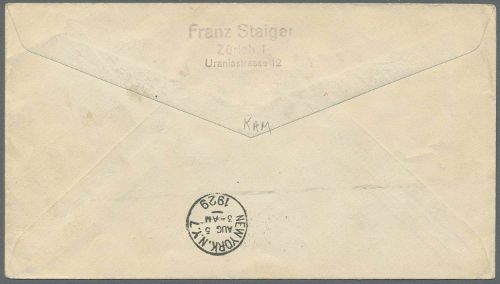 Franz Staiger
Zürich 1
Uraniastrasse 12
KAM
NEW YORK, N.Y.
AUG 5
3-AM
1929